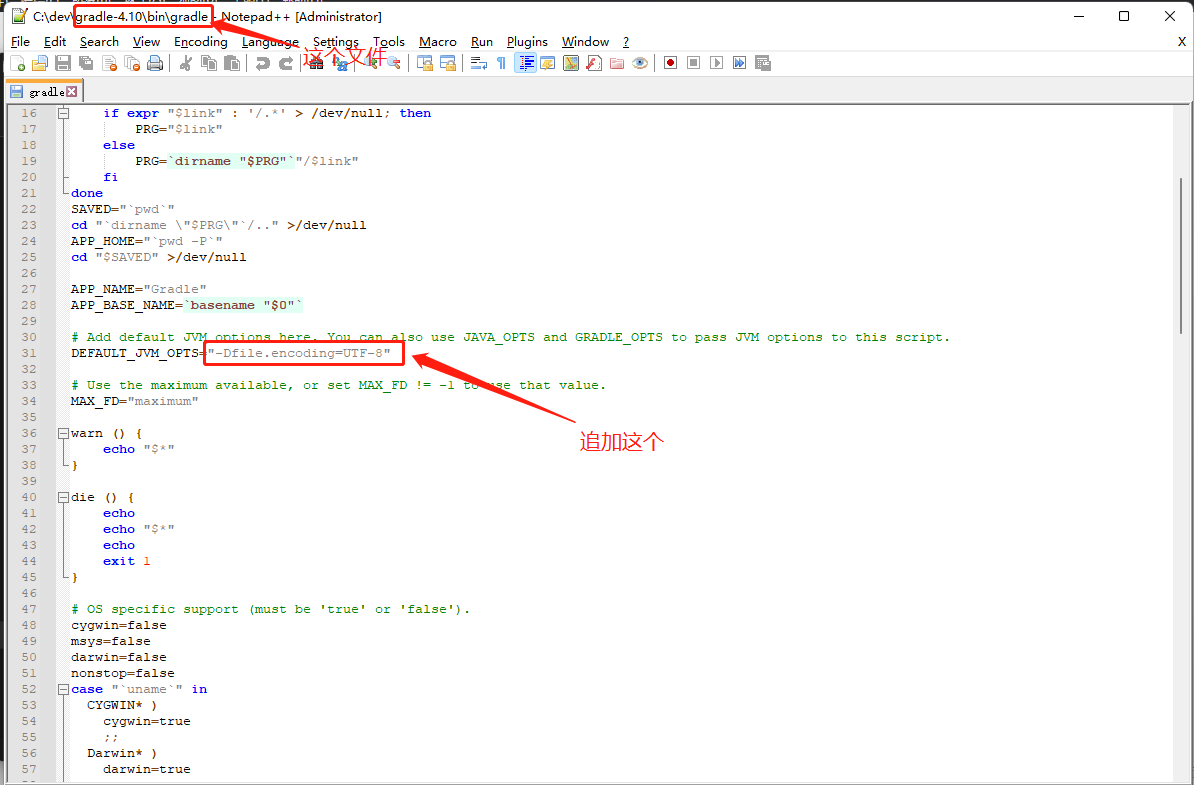 C:\dev\gradle-4.10\bin\gradle - Notepad++ [Administrator]
File Edit Search View Encoding Language Settings Tools Macro Run Plugins Window ? X
这个文件
gradle
16 if expr "$link" : '/.*' > /dev/null; then
17 PRG="$link"
18 else
19 PRG=`dirname "$PRG"`"/$link"
20 fi
21 done
22 SAVED="`pwd`"
23 cd "`dirname \"$PRG\"`/.." >/dev/null
24 APP_HOME="`pwd -P`"
25 cd "$SAVED" >/dev/null
26
27 APP_NAME="Gradle"
28 APP_BASE_NAME=`basename "$0"`
29
30 # Add default JVM options here. You can also use JAVA_OPTS and GRADLE_OPTS to pass JVM options to this script.
31 DEFAULT_JVM_OPTS="-Dfile.encoding=UTF-8"
32
33 # Use the maximum available, or set MAX_FD != -1 to use that value.
34 MAX_FD="maximum"
35
36 warn () {
37 echo "$*"
追加这个
38 }
39
40 die () {
41 echo
42 echo "$*"
43 echo
44 exit 1
45 }
46
47 # OS specific support (must be 'true' or 'false').
48 cygwin=false
49 msys=false
50 darwin=false
51 nonstop=false
52 case "`uname`" in
53 CYGWIN* )
54 cygwin=true
55 ;;
56 Darwin* )
57 darwin=true